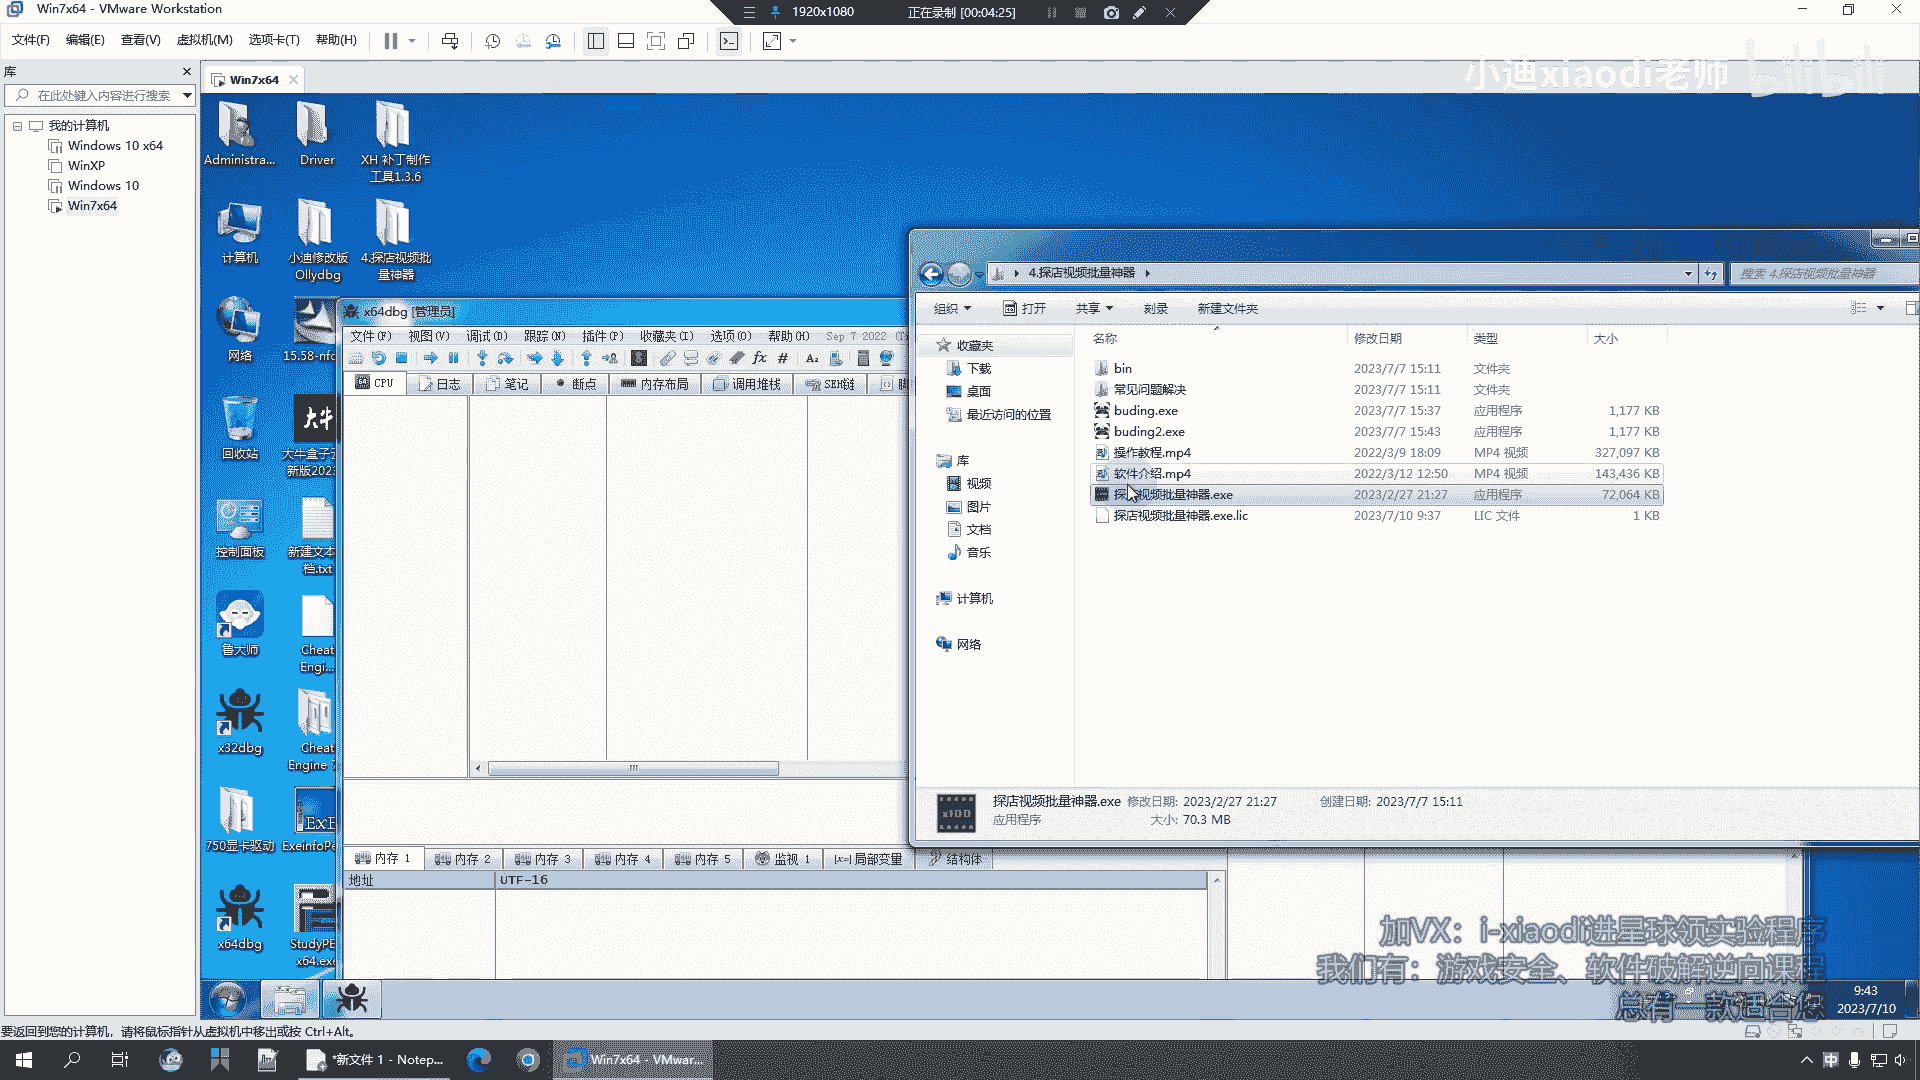 Win7x64 - VMware Workstation
1920x1080
正在录制 [00:04:25]
文件(F) 编辑(E) 查看(V) 虚拟机(M) 选项卡(T) 帮助(H)
库
Win7x64
在此处键入内容进行搜索
我的计算机
Windows 10 x64
WinXP
Windows 10
Win7x64
小迪xiaodi老师
bilibili
Administra...
Driver
XH 补丁制作
工具1.3.6
计算机
小迪修改版
Ollydbg
4.探店视频批
量神器
网络
回收站
控制面板
新建文本
档.txt
鲁大师
Cheat
Engi...
x32dbg
Cheat
Engine
750显卡驱动
ExeinfoPe
x64dbg
StudyPE
x64.exe
x64dbg [管理员]
文件(F) 视图(V) 调试(D) 跟踪(N) 插件(P) 收藏夹(I) 选项(O) 帮助(H) Sep 7 2022
CPU 日志 笔记 断点 内存布局 调用堆栈 SEH链
内存 1 内存 2 内存 3 内存 4 内存 5 监视 1 局部变量 结构体
地址 UTF-16
4.探店视频批量神器
搜索 4.探店视频批量神器
组织 打开 共享 刻录 新建文件夹
收藏夹
下载
桌面
最近访问的位置
库
视频
图片
文档
音乐
计算机
网络
名称 修改日期 类型 大小
bin 2023/7/7 15:11 文件夹
常见问题解决 2023/7/7 15:11 文件夹
buding.exe 2023/7/7 15:37 应用程序 1,177 KB
buding2.exe 2023/7/7 15:43 应用程序 1,177 KB
操作教程.mp4 2022/3/9 18:09 MP4 视频 327,097 KB
软件介绍.mp4 2022/3/12 12:50 MP4 视频 143,436 KB
探店视频批量神器.exe 2023/2/27 21:27 应用程序 72,064 KB
探店视频批量神器.exe.lic 2023/7/10 9:37 LIC 文件 1 KB
x100
探店视频批量神器.exe 修改日期: 2023/2/27 21:27 创建日期: 2023/7/7 15:11
应用程序 大小: 70.3 MB
加VX：i-xiaodi进星球领实验程序
我们有：游戏安全、软件破解逆向课程
总有一款适合您
9:43
2023/7/10
要返回到您的计算机，请将鼠标指针从虚拟机中移出或按 Ctrl+Alt。
*新文件 1 - Notep...
Win7x64 - VMwar...
中